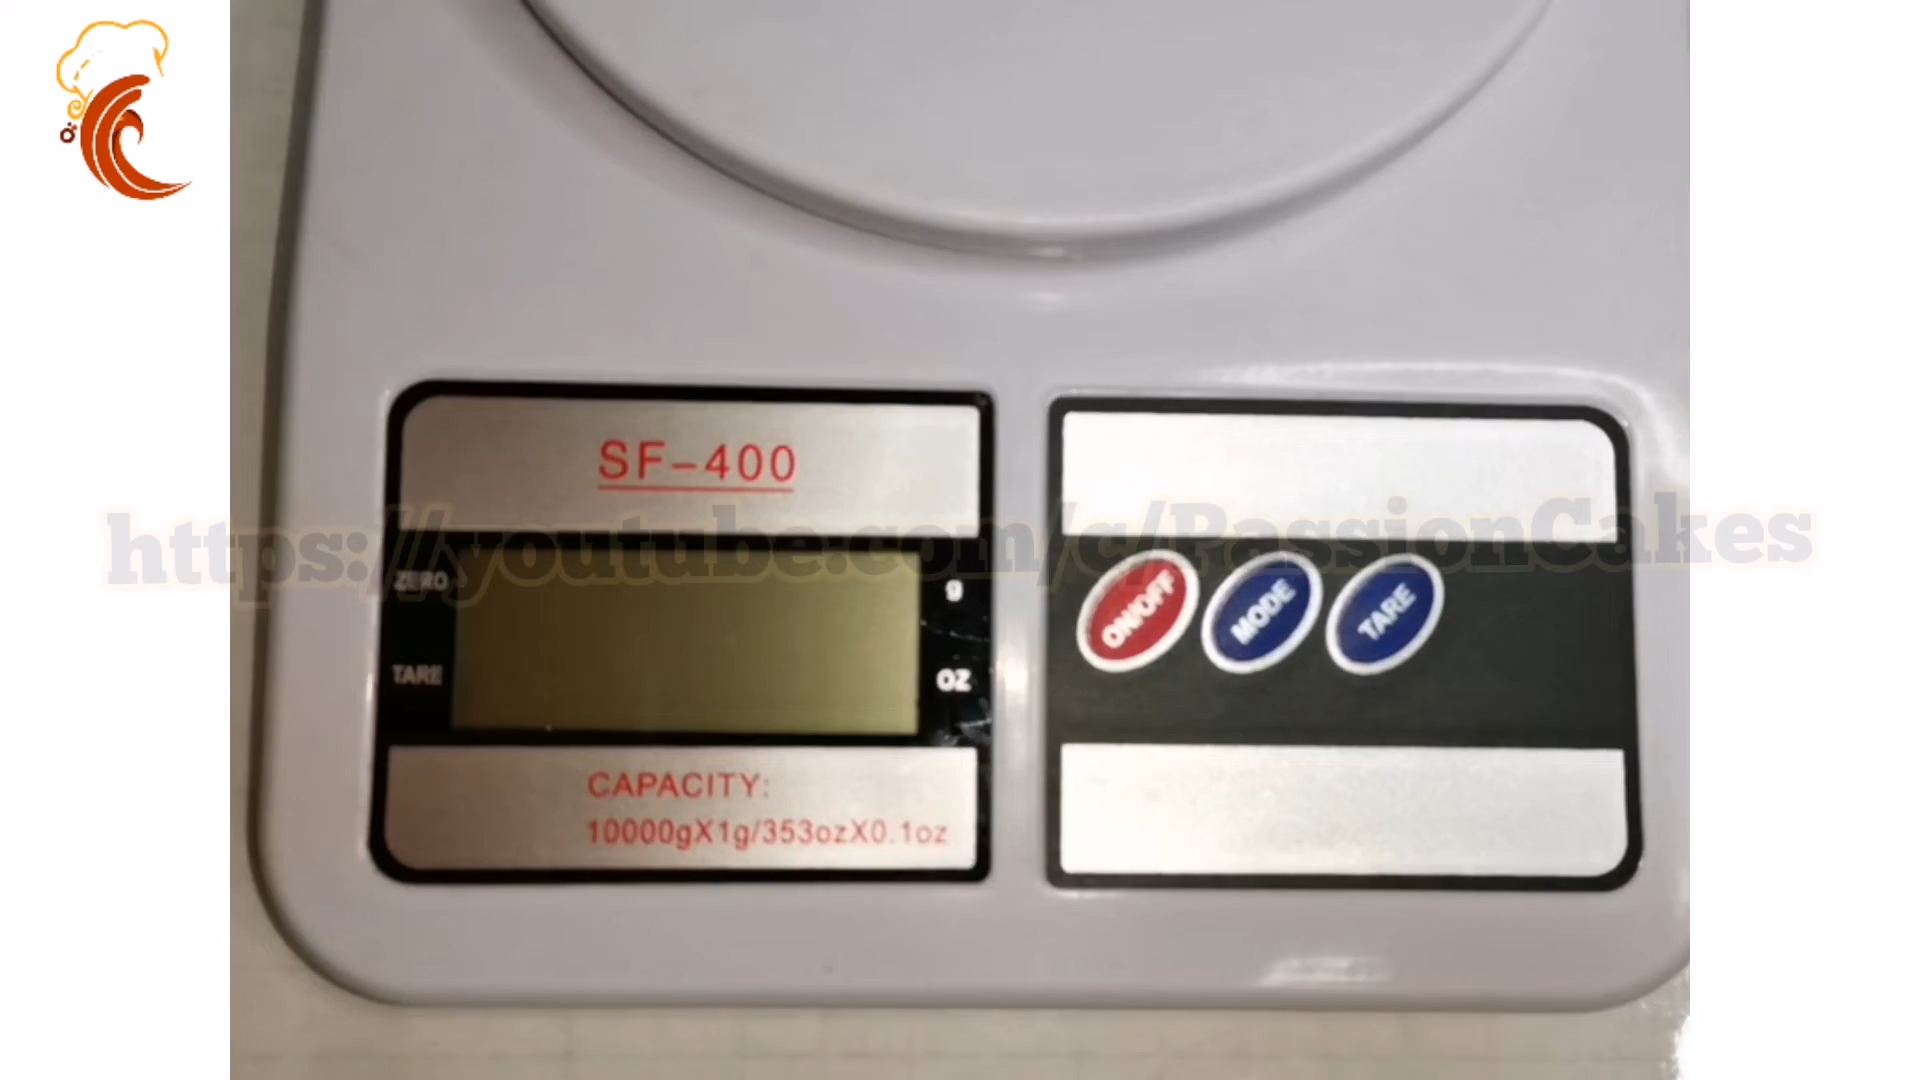 SF-400
https://youtube.com/c/PassionCakes
ZERO
g
TARE
OZ
ON/OFF
MODE
TARE
CAPACITY:
10000gX1g/353ozX0.1oz